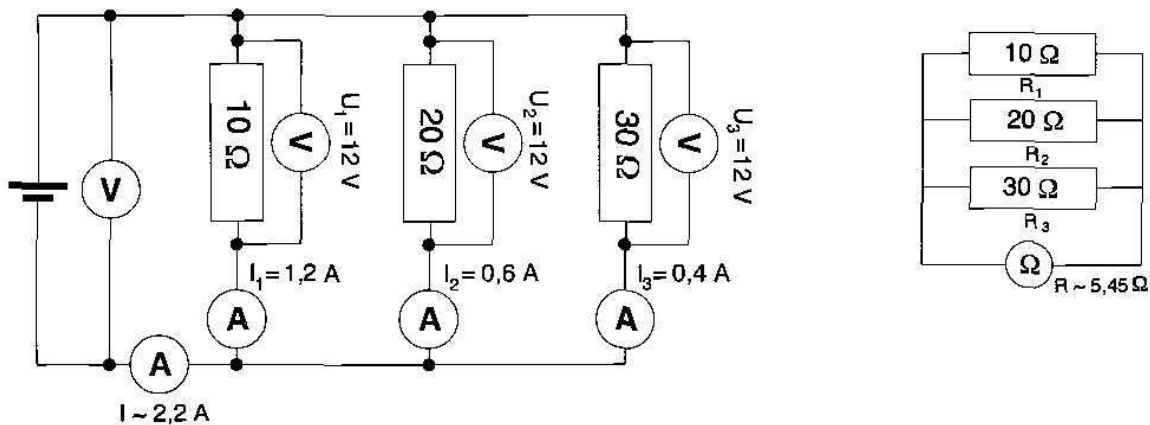 V
10 Ω
V
U₁=12 V
20 Ω
V
U₂=12 V
30 Ω
V
U₃=12 V
I₁=1,2 A
I₂=0,6 A
I₃=0,4 A
A
A
A
A
I ~ 2,2 A
10 Ω
R₁
20 Ω
R₂
30 Ω
R₃
Ω
R ~ 5,45 Ω